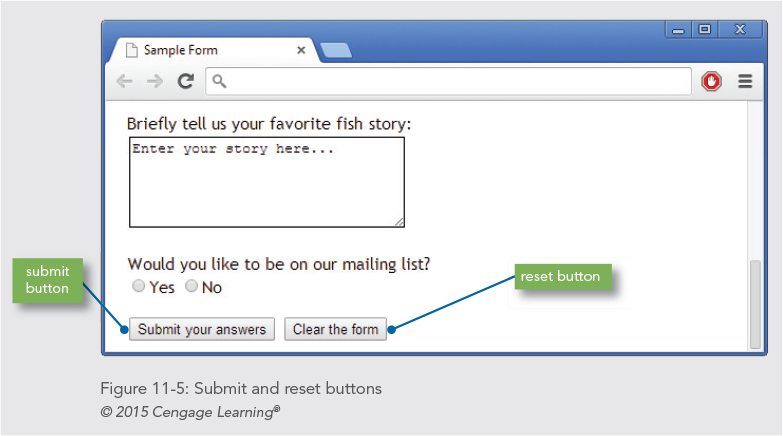 Sample Form
Briefly tell us your favorite fish story:
Enter your story here...
Would you like to be on our mailing list?
submit
button
reset button
Yes No
Submit your answers Clear the form
Figure 11-5: Submit and reset buttons
© 2015 Cengage Learning®